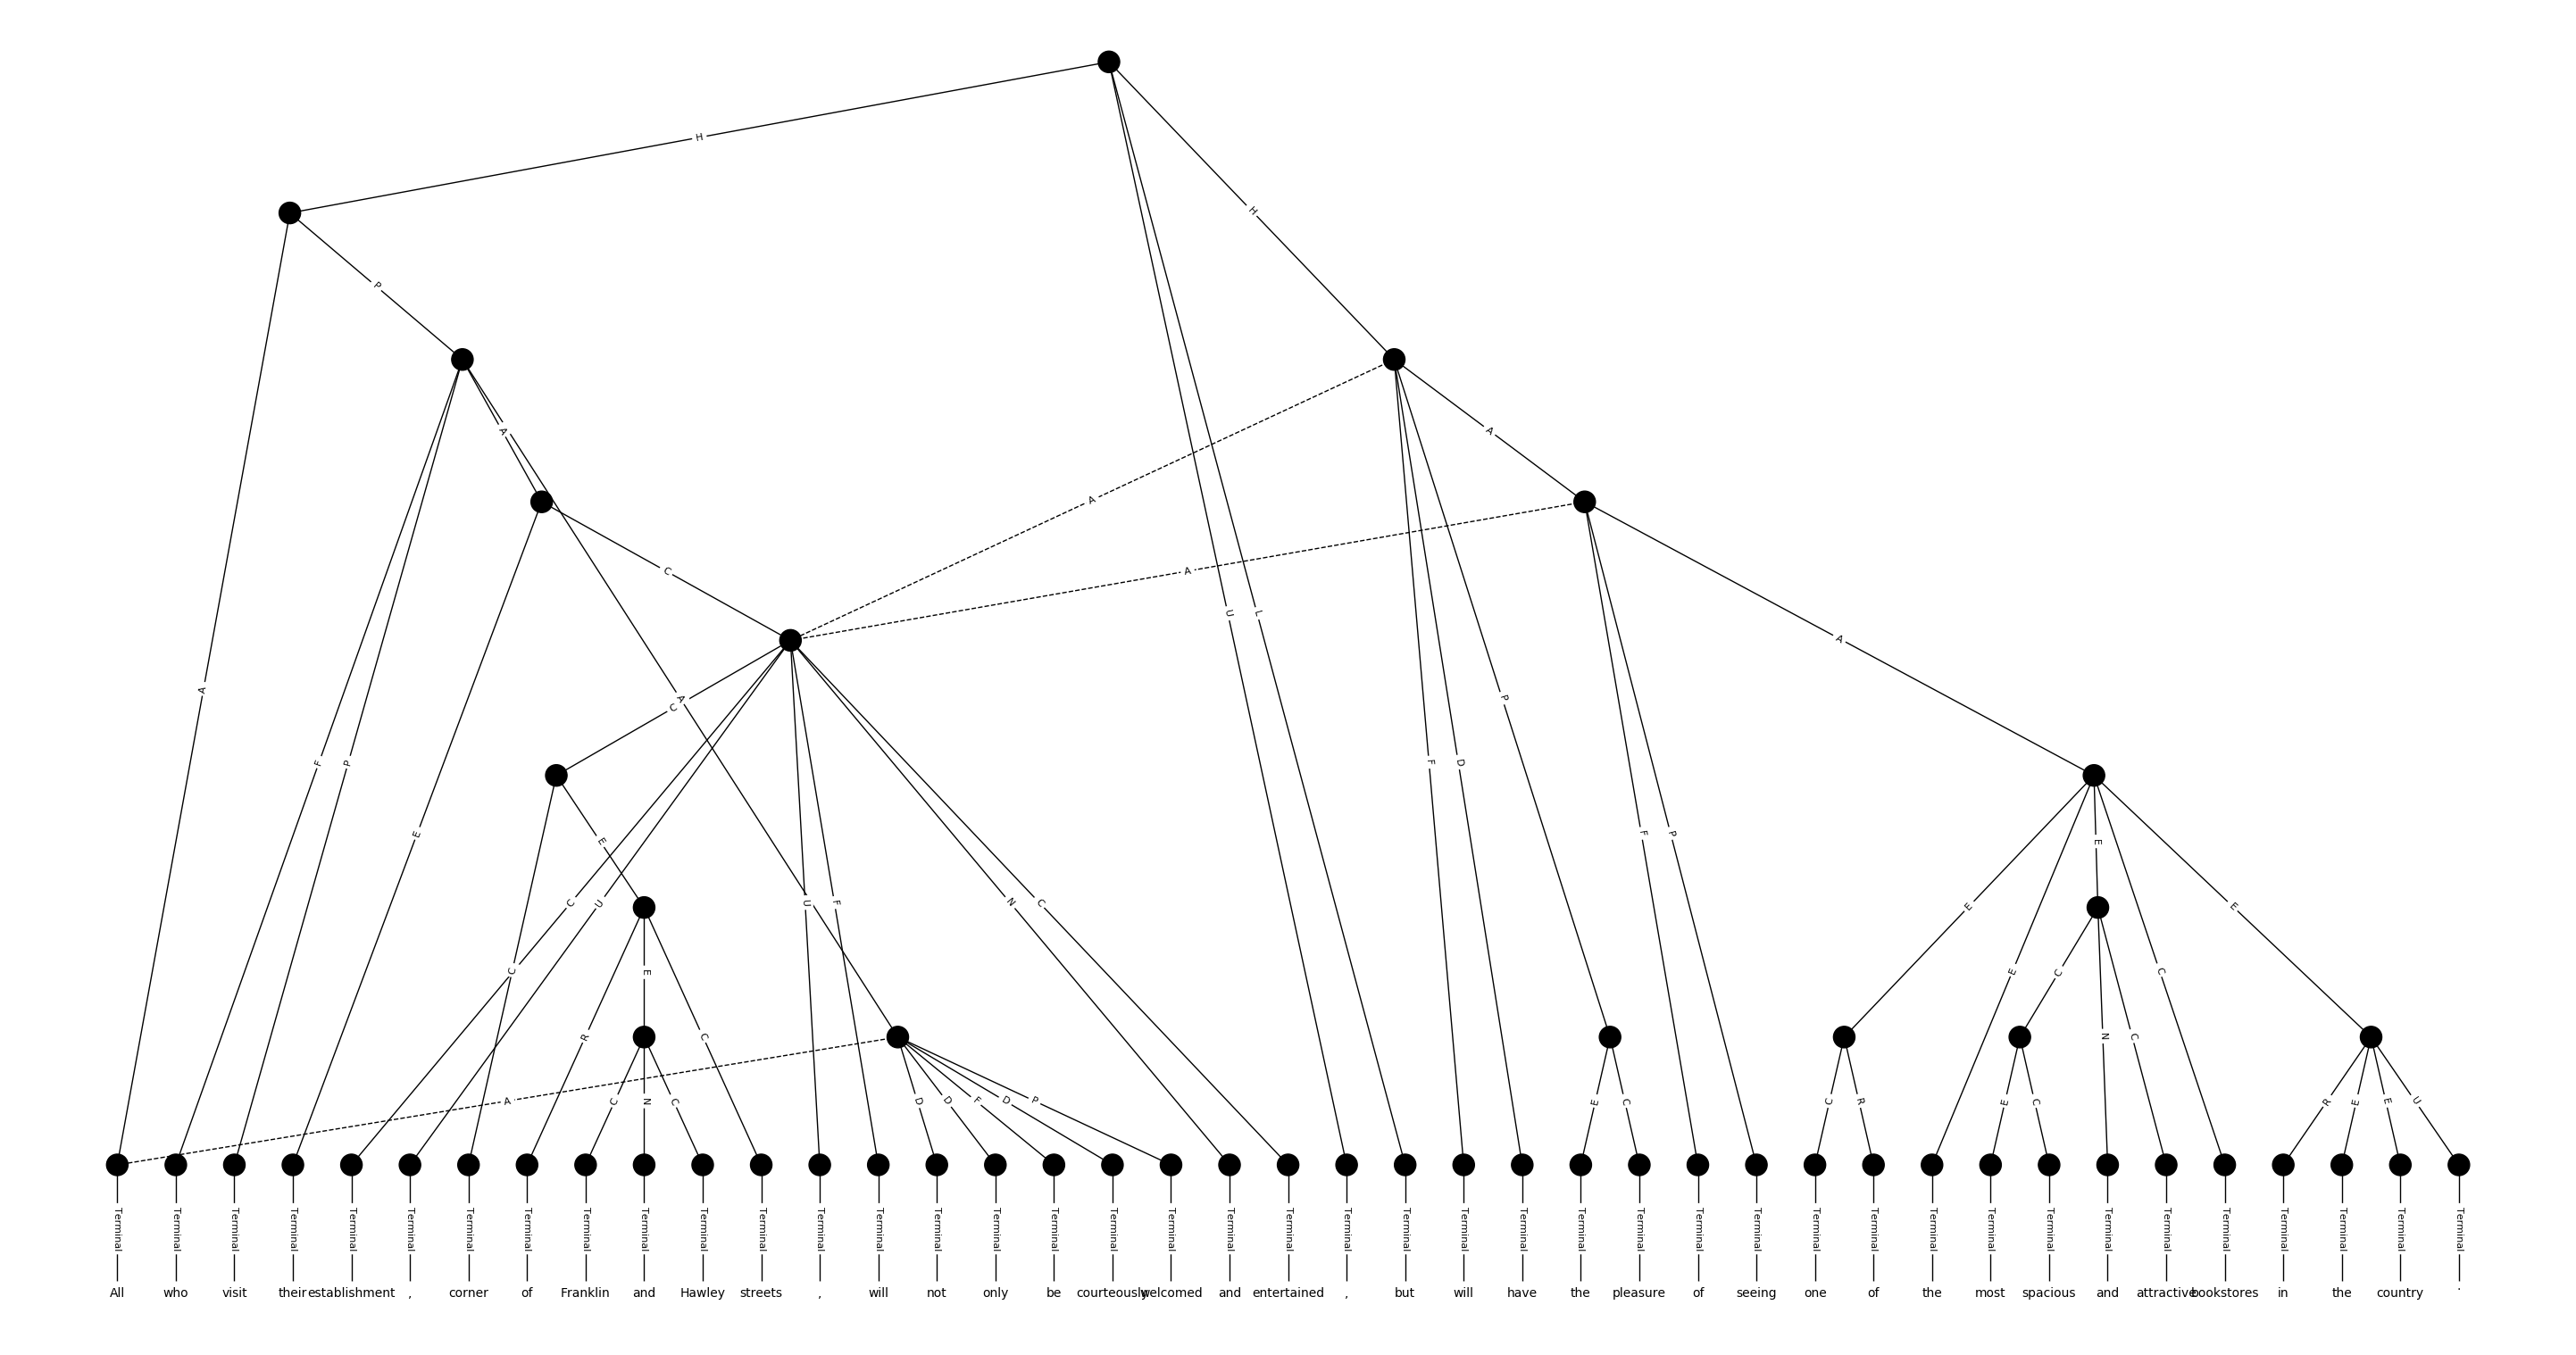 H
H
P
A
A
A
C
A
A
U
L
A
A
A
C
P
F
P
F
D
E
F
P
E
E
C
U
U
F
N
C
E
E
C
E
E
C
C
R
C
N
C
A
C
N
C
D
D
F
D
P
E
C
C
R
E
C
R
E
E
U
Terminal Terminal Terminal Terminal Terminal Terminal Terminal Terminal Terminal Terminal Terminal Terminal Terminal Terminal Terminal Terminal Terminal Terminal Terminal Terminal Terminal Terminal Terminal Terminal Terminal Terminal Terminal Terminal Terminal Terminal Terminal Terminal Terminal Terminal Terminal Terminal Terminal Terminal Terminal Terminal Terminal
All who visit their establishment , corner of Franklin and Hawley streets , will not only be courteously welcomed and entertained , but will have the pleasure of seeing one of the most spacious and attractive bookstores in the country .